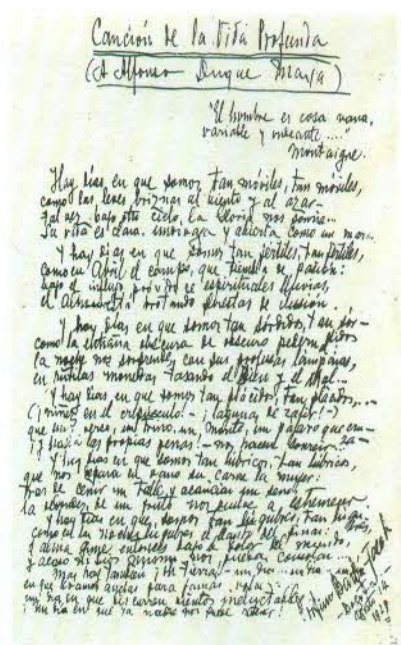 Canción de la Vida Profunda
(A Alfonso Duque Maya)
"El hombre es cosa vana,
variable y ondeante...."
Montaigne.
Hay días en que somos tan móviles, tan móviles,
como las leves briznas al viento y al azar—
Tal vez bajo otro cielo la gloria nos sonría—
La vida es clara, undívaga y abierta como un mar...
Y hay días en que somos tan fértiles, tan fértiles,
como en Abril el campo, que tiembla de pasión:
bajo el influjo próvido de espirituales lluvias,
el alma está brotando florestas de ilusión.
Y hay días en que somos tan sórdidos, tan sór-
didos
como la entraña obscura de obscuro pedernal
la noche nos sorprende, con sus profusas lámparas,
en rútilas monedas tasando el Bien y el Mal...
Y hay días en que somos tan plácidos, tan plácidos,...
(¡niñez en el crepúsculo!— ¡lagunas de zafir!—)
que un verso, un trino, un monte, un pájaro que cru-
za
¡y hasta las propias penas!— nos hacen sonreír
Y hay días en que somos tan lúbricos, tan lúbricos,
que nos depara en vano su carne la mujer:
tras de ceñir un talle y acariciar un seno
la redondez de un fruto nos vuelve a estremecer
Y hay días en que somos tan lúgubres, tan lúgu-
bres,
como en las noches lúgubres el llanto del pinar:
el alma gime entonces bajo el dolor del mundo,
y acaso ni Dios mismo nos pueda consolar...
Mas hay también ¡oh Tierra! un día... un día... un día
en que levamos anclas para jamás volver:
un día en que discurren vientos ineluctables
¡un día en que ya nadie nos puede retener!
Porfirio Barba Jacob